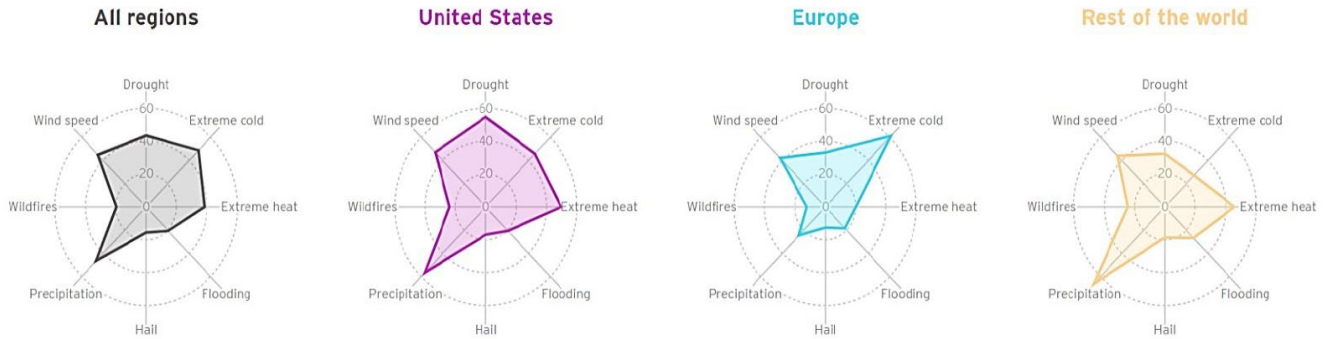 All regions
United States
Europe
Rest of the world
Drought
60
Wind speed
Extreme cold
40
20
Wildfires
0
Extreme heat
Precipitation
Flooding
Hail
Drought
60
Wind speed
Extreme cold
40
20
Wildfires
0
Extreme heat
Precipitation
Flooding
Hail
Drought
60
Wind speed
Extreme cold
40
20
Wildfires
0
Extreme heat
Precipitation
Flooding
Hail
Drought
60
Wind speed
Extreme cold
40
20
Wildfires
0
Extreme heat
Precipitation
Flooding
Hail